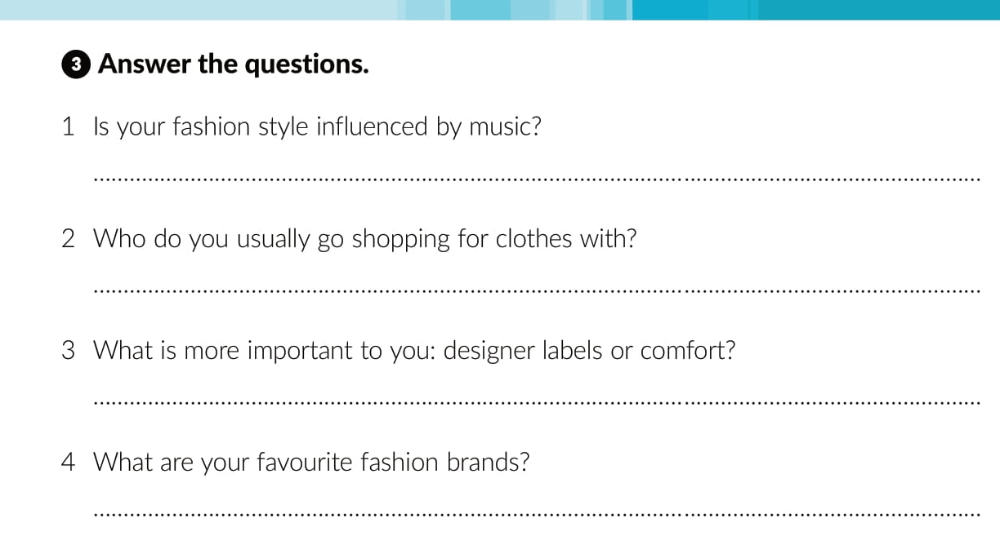 3 Answer the questions.
1 Is your fashion style influenced by music?
2 Who do you usually go shopping for clothes with?
3 What is more important to you: designer labels or comfort?
4 What are your favourite fashion brands?